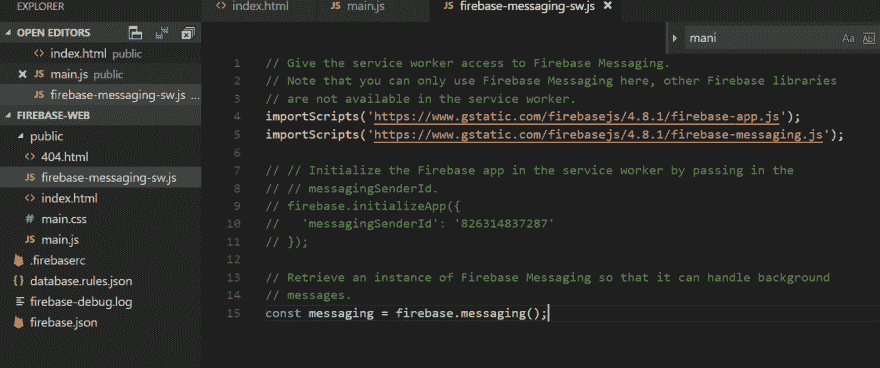 EXPLORER
index.html
JS main.js
JS firebase-messaging-sw.js ×
OPEN EDITORS
<> index.html public
× JS main.js public
JS firebase-messaging-sw.js ...
FIREBASE-WEB
public
<> 404.html
JS firebase-messaging-sw.js
<> index.html
# main.css
JS main.js
.firebaserc
{} database.rules.json
firebase-debug.log
firebase.json
mani
Aa Abl
1 // Give the service worker access to Firebase Messaging.
2 // Note that you can only use Firebase Messaging here, other Firebase libraries
3 // are not available in the service worker.
4 importScripts('https://www.gstatic.com/firebasejs/4.8.1/firebase-app.js');
5 importScripts('https://www.gstatic.com/firebasejs/4.8.1/firebase-messaging.js');
6
7 // // Initialize the Firebase app in the service worker by passing in the
8 // // messagingSenderId.
9 // firebase.initializeApp({
10 //   'messagingSenderId': '826314837287'
11 // });
12
13 // Retrieve an instance of Firebase Messaging so that it can handle background
14 // messages.
15 const messaging = firebase.messaging();